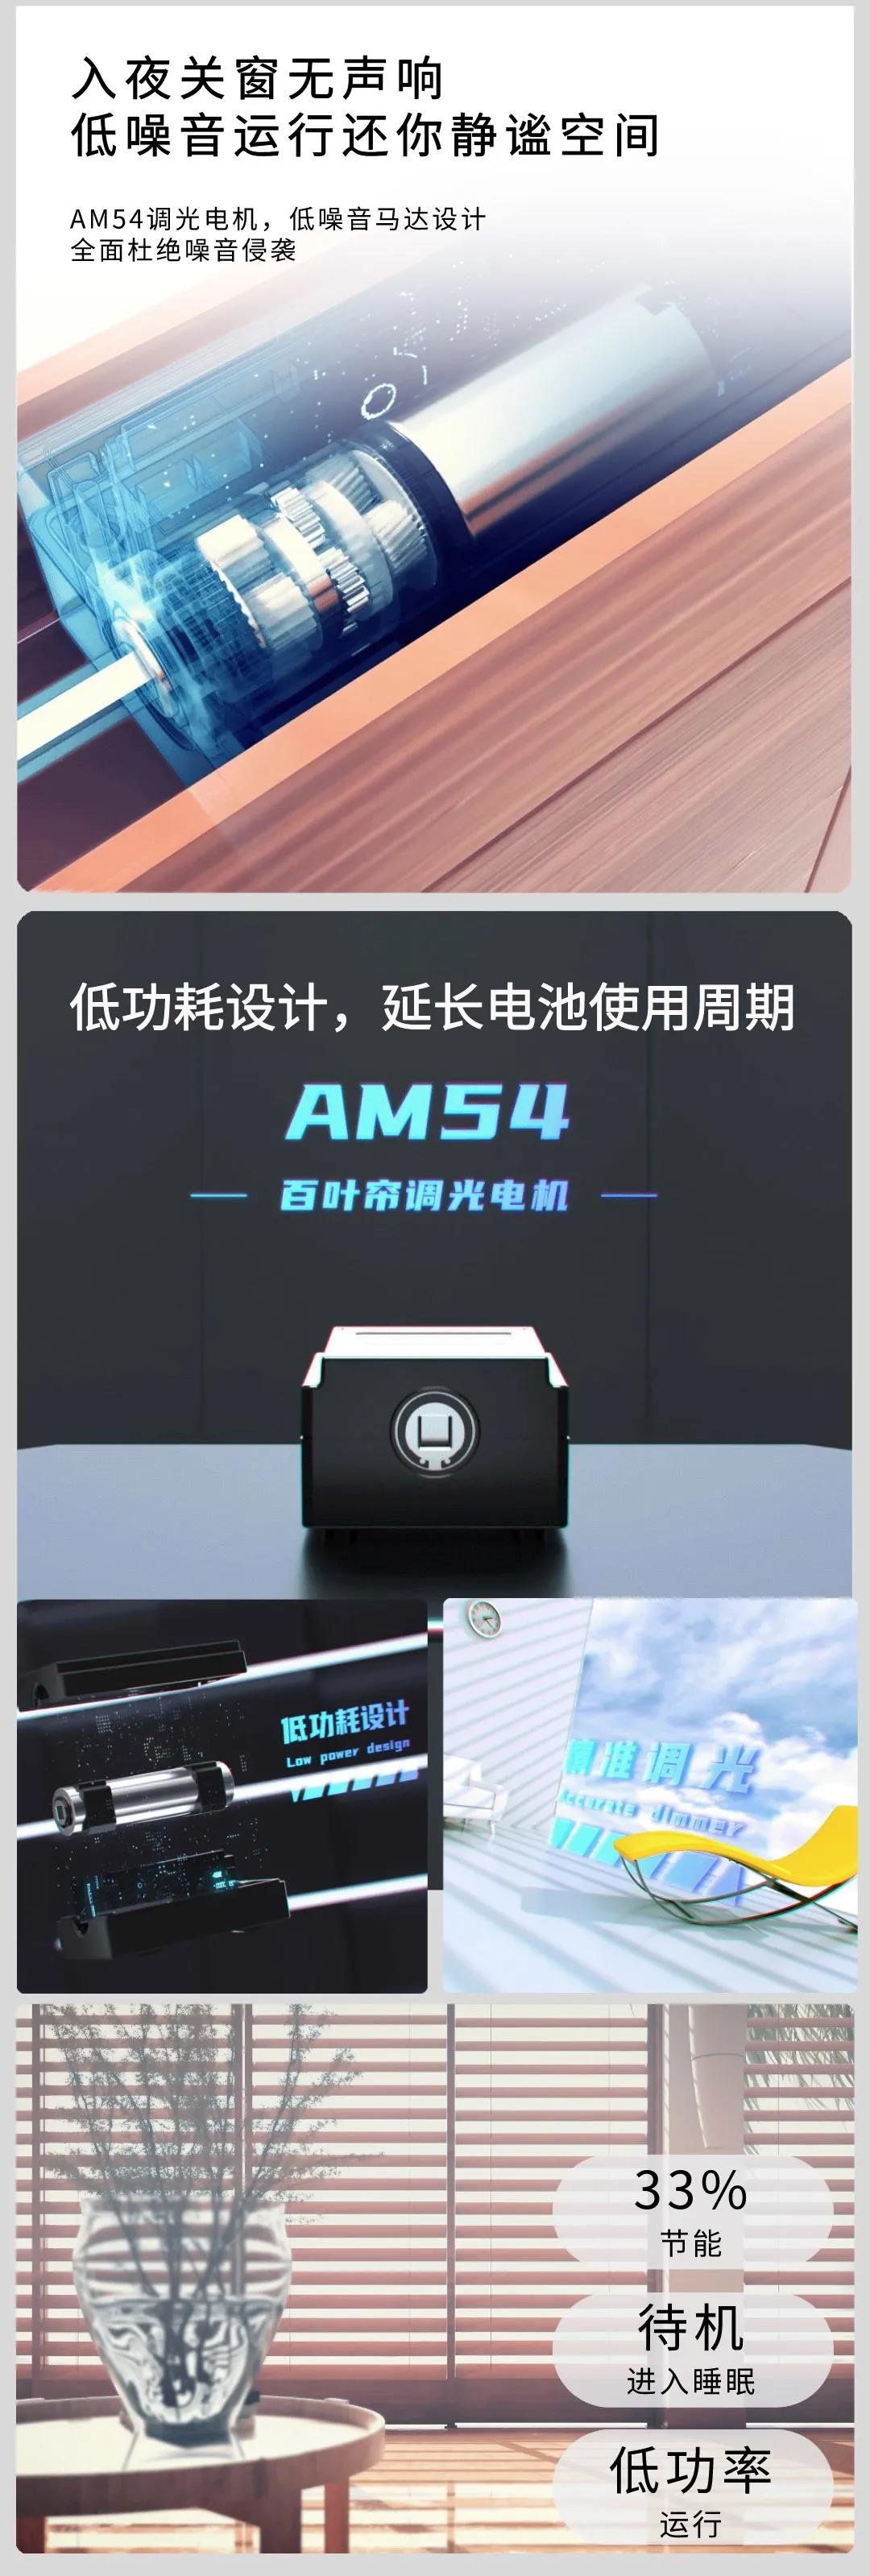 入夜关窗无声响
低噪音运行还你静谧空间
AM54调光电机，低噪音马达设计
全面杜绝噪音侵袭
低功耗设计，延长电池使用周期
AM54
百叶帘调光电机
低功耗设计
Low power design
精准调光
Accurate dimmer
33%
节能
待机
进入睡眠
低功率
运行